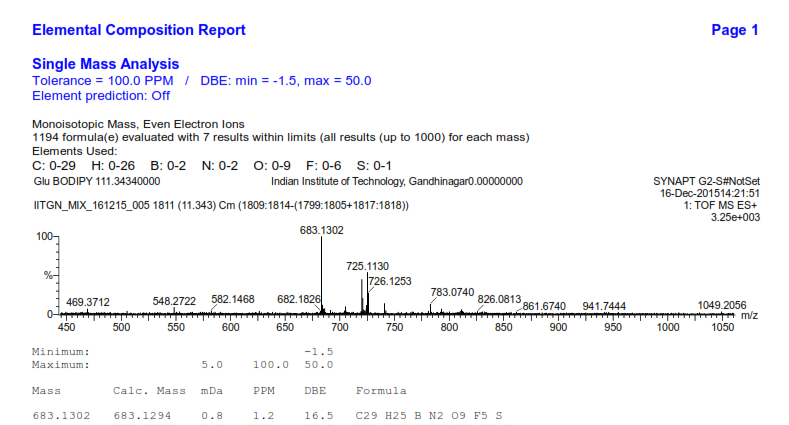 Elemental Composition Report Page 1
Single Mass Analysis
Tolerance = 100.0 PPM / DBE: min = -1.5, max = 50.0
Element prediction: Off
Monoisotopic Mass, Even Electron Ions
1194 formula(e) evaluated with 7 results within limits (all results (up to 1000) for each mass)
Elements Used:
C: 0-29 H: 0-26 B: 0-2 N: 0-2 O: 0-9 F: 0-6 S: 0-1
Glu BODIPY 111.34340000 Indian Institute of Technology, Gandhinagar0.00000000 SYNAPT G2-S#NotSet
16-Dec-201514:21:51
IITGN_MIX_161215_005 1811 (11.343) Cm (1809:1814-(1799:1805+1817:1818)) 1: TOF MS ES+
3.25e+003
683.1302
100
725.1130
%
726.1253
783.0740
469.3712 548.2722 582.1468 682.1826 826.0813 861.6740 941.7444 1049.2056
0 m/z
450 500 550 600 650 700 750 800 850 900 950 1000 1050
Minimum: -1.5
Maximum: 5.0 100.0 50.0
Mass Calc. Mass mDa PPM DBE Formula
683.1302 683.1294 0.8 1.2 16.5 C29 H25 B N2 O9 F5 S